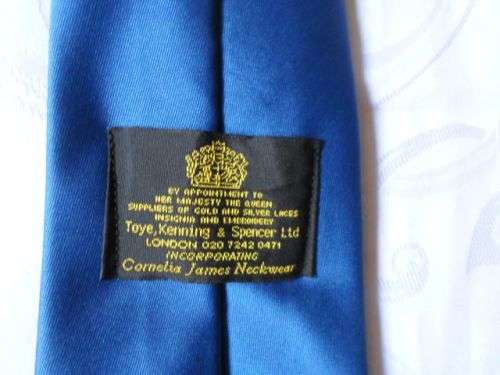 BY APPOINTMENT TO
HER MAJESTY THE QUEEN
SUPPLIERS OF GOLD AND SILVER LACES
INSIGNIA AND EMBROIDERY
Toye, Kenning & Spencer Ltd
LONDON 020 7242 0471
INCORPORATING
Cornelia James Neckwear